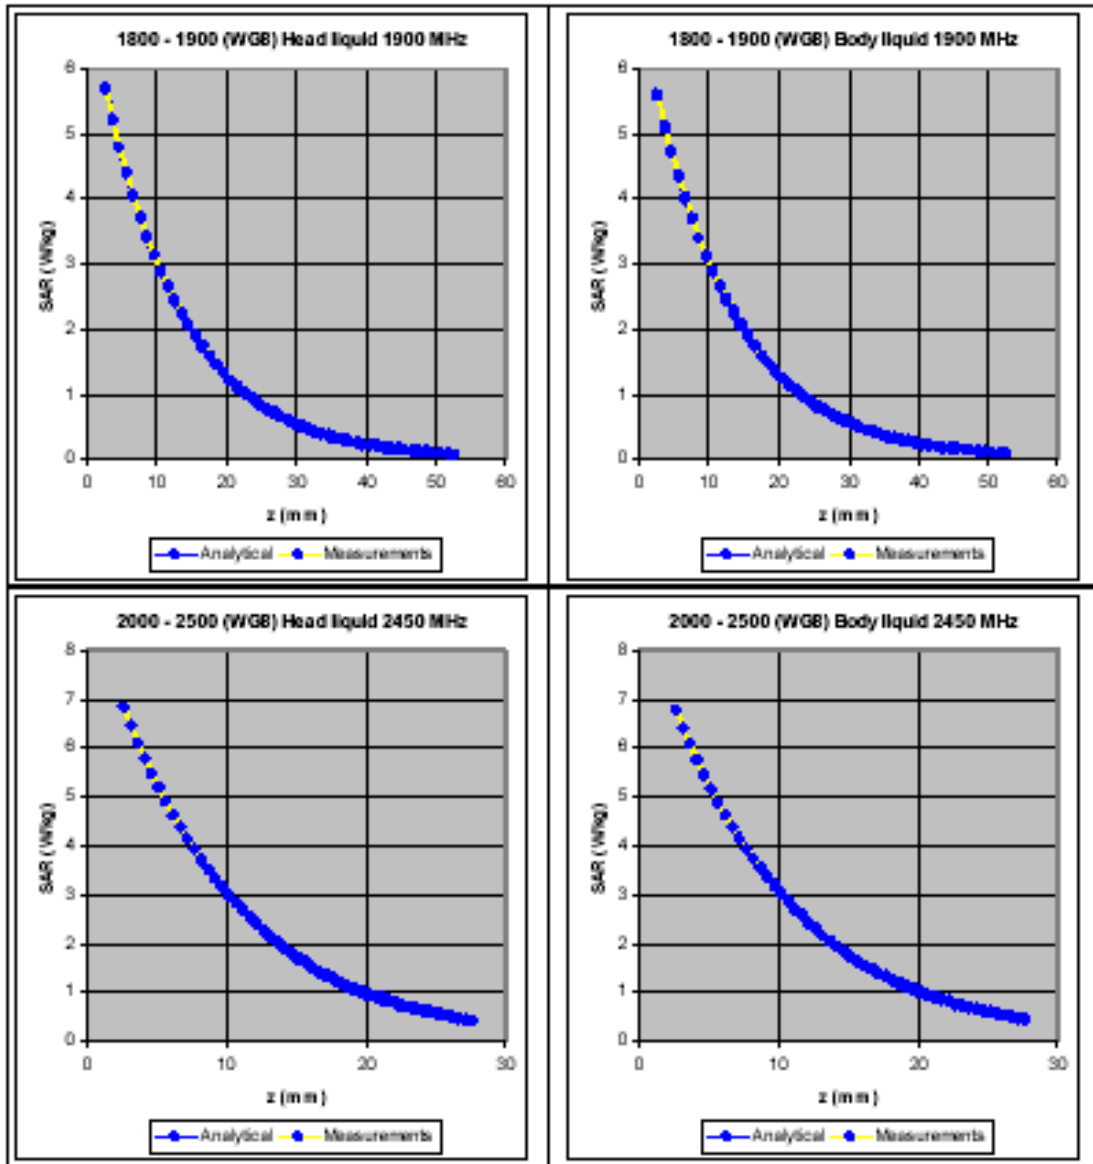 1800 - 1900 (WGB) Head liquid 1900 MHz
6
5
4
3
2
1
0
SAR (W/kg)
0 10 20 30 40 50 60
z (mm)
Analytical Measurements
1800 - 1900 (WGB) Body liquid 1900 MHz
6
5
4
3
2
1
0
SAR (W/kg)
0 10 20 30 40 50 60
z (mm)
Analytical Measurements
2000 - 2500 (WGB) Head liquid 2450 MHz
8
7
6
5
4
3
2
1
0
SAR (W/kg)
0 10 20 30
z (mm)
Analytical Measurements
2000 - 2500 (WGB) Body liquid 2450 MHz
8
7
6
5
4
3
2
1
0
SAR (W/kg)
0 10 20 30
z (mm)
Analytical Measurements